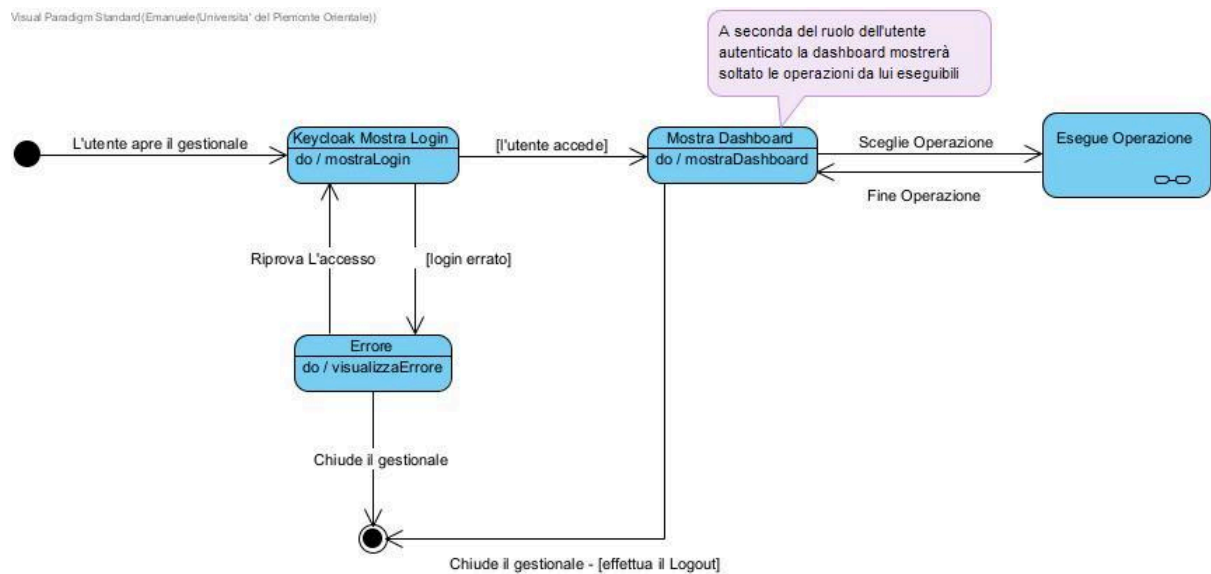 Visual Paradigm Standard(Emanuele(Universita' del Piemonte Orientale))
A seconda del ruolo dell'utente
autenticato la dashboard mostrerà
soltato le operazioni da lui eseguibili
L'utente apre il gestionale
Keycloak Mostra Login
do / mostraLogin
[l'utente accede]
Mostra Dashboard
do / mostraDashboard
Sceglie Operazione
Esegue Operazione
Fine Operazione
Riprova L'accesso
[login errato]
Errore
do / visualizzaErrore
Chiude il gestionale
Chiude il gestionale - [effettua il Logout]